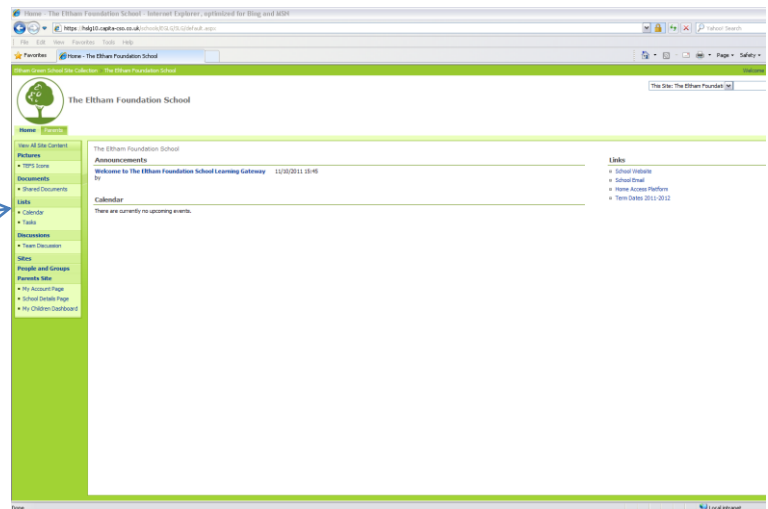 Home - The Eltham Foundation School - Internet Explorer, optimized for Bing and MSN
File Edit View Favorites Tools Help
Favorites Home - The Eltham Foundation School
Page Safety
The Eltham Foundation School
Welcome
This Site: The Eltham Foundati
The Eltham Foundation School
Home Parents
View All Site Content
Pictures
TEFS Icons
Documents
Shared Documents
Lists
Calendar
Tasks
Discussions
Team Discussion
Sites
People and Groups
Parents Site
My Account Page
School Details Page
My Children Dashboard
The Eltham Foundation School
Announcements
Welcome to The Eltham Foundation School Learning Gateway 11/10/2011 15:45
by
Calendar
There are currently no upcoming events.
Links
School Website
School Email
Home Access Platform
Term Dates 2011-2012
Done
Local intranet